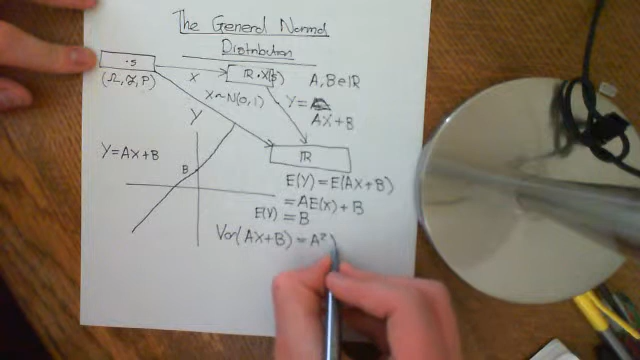 The General Normal
Distribution
·s
X
ℝ ·X(s)
A, B∈ℝ
(Ω, F, P)
X~N(0,1)
Y =
AX+B
Y
Y=AX+B
B
ℝ
E(Y) = E(AX+B)
= AE(X) + B
E(Y) = B
Var(AX+B) = A²